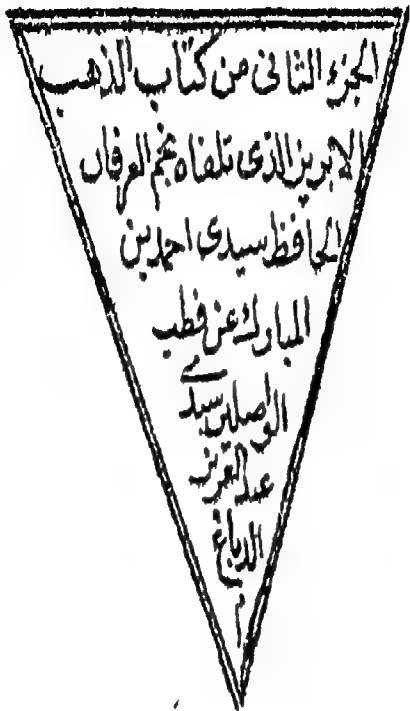 الجزء الثانى من كتاب الذهب
الابريز الذى تلقاه نجم العرفان
الحافظ سيدى احمد بن
المبارك عن قطب
الواصلين سيدى
عبد العزيز
الدباغ
م